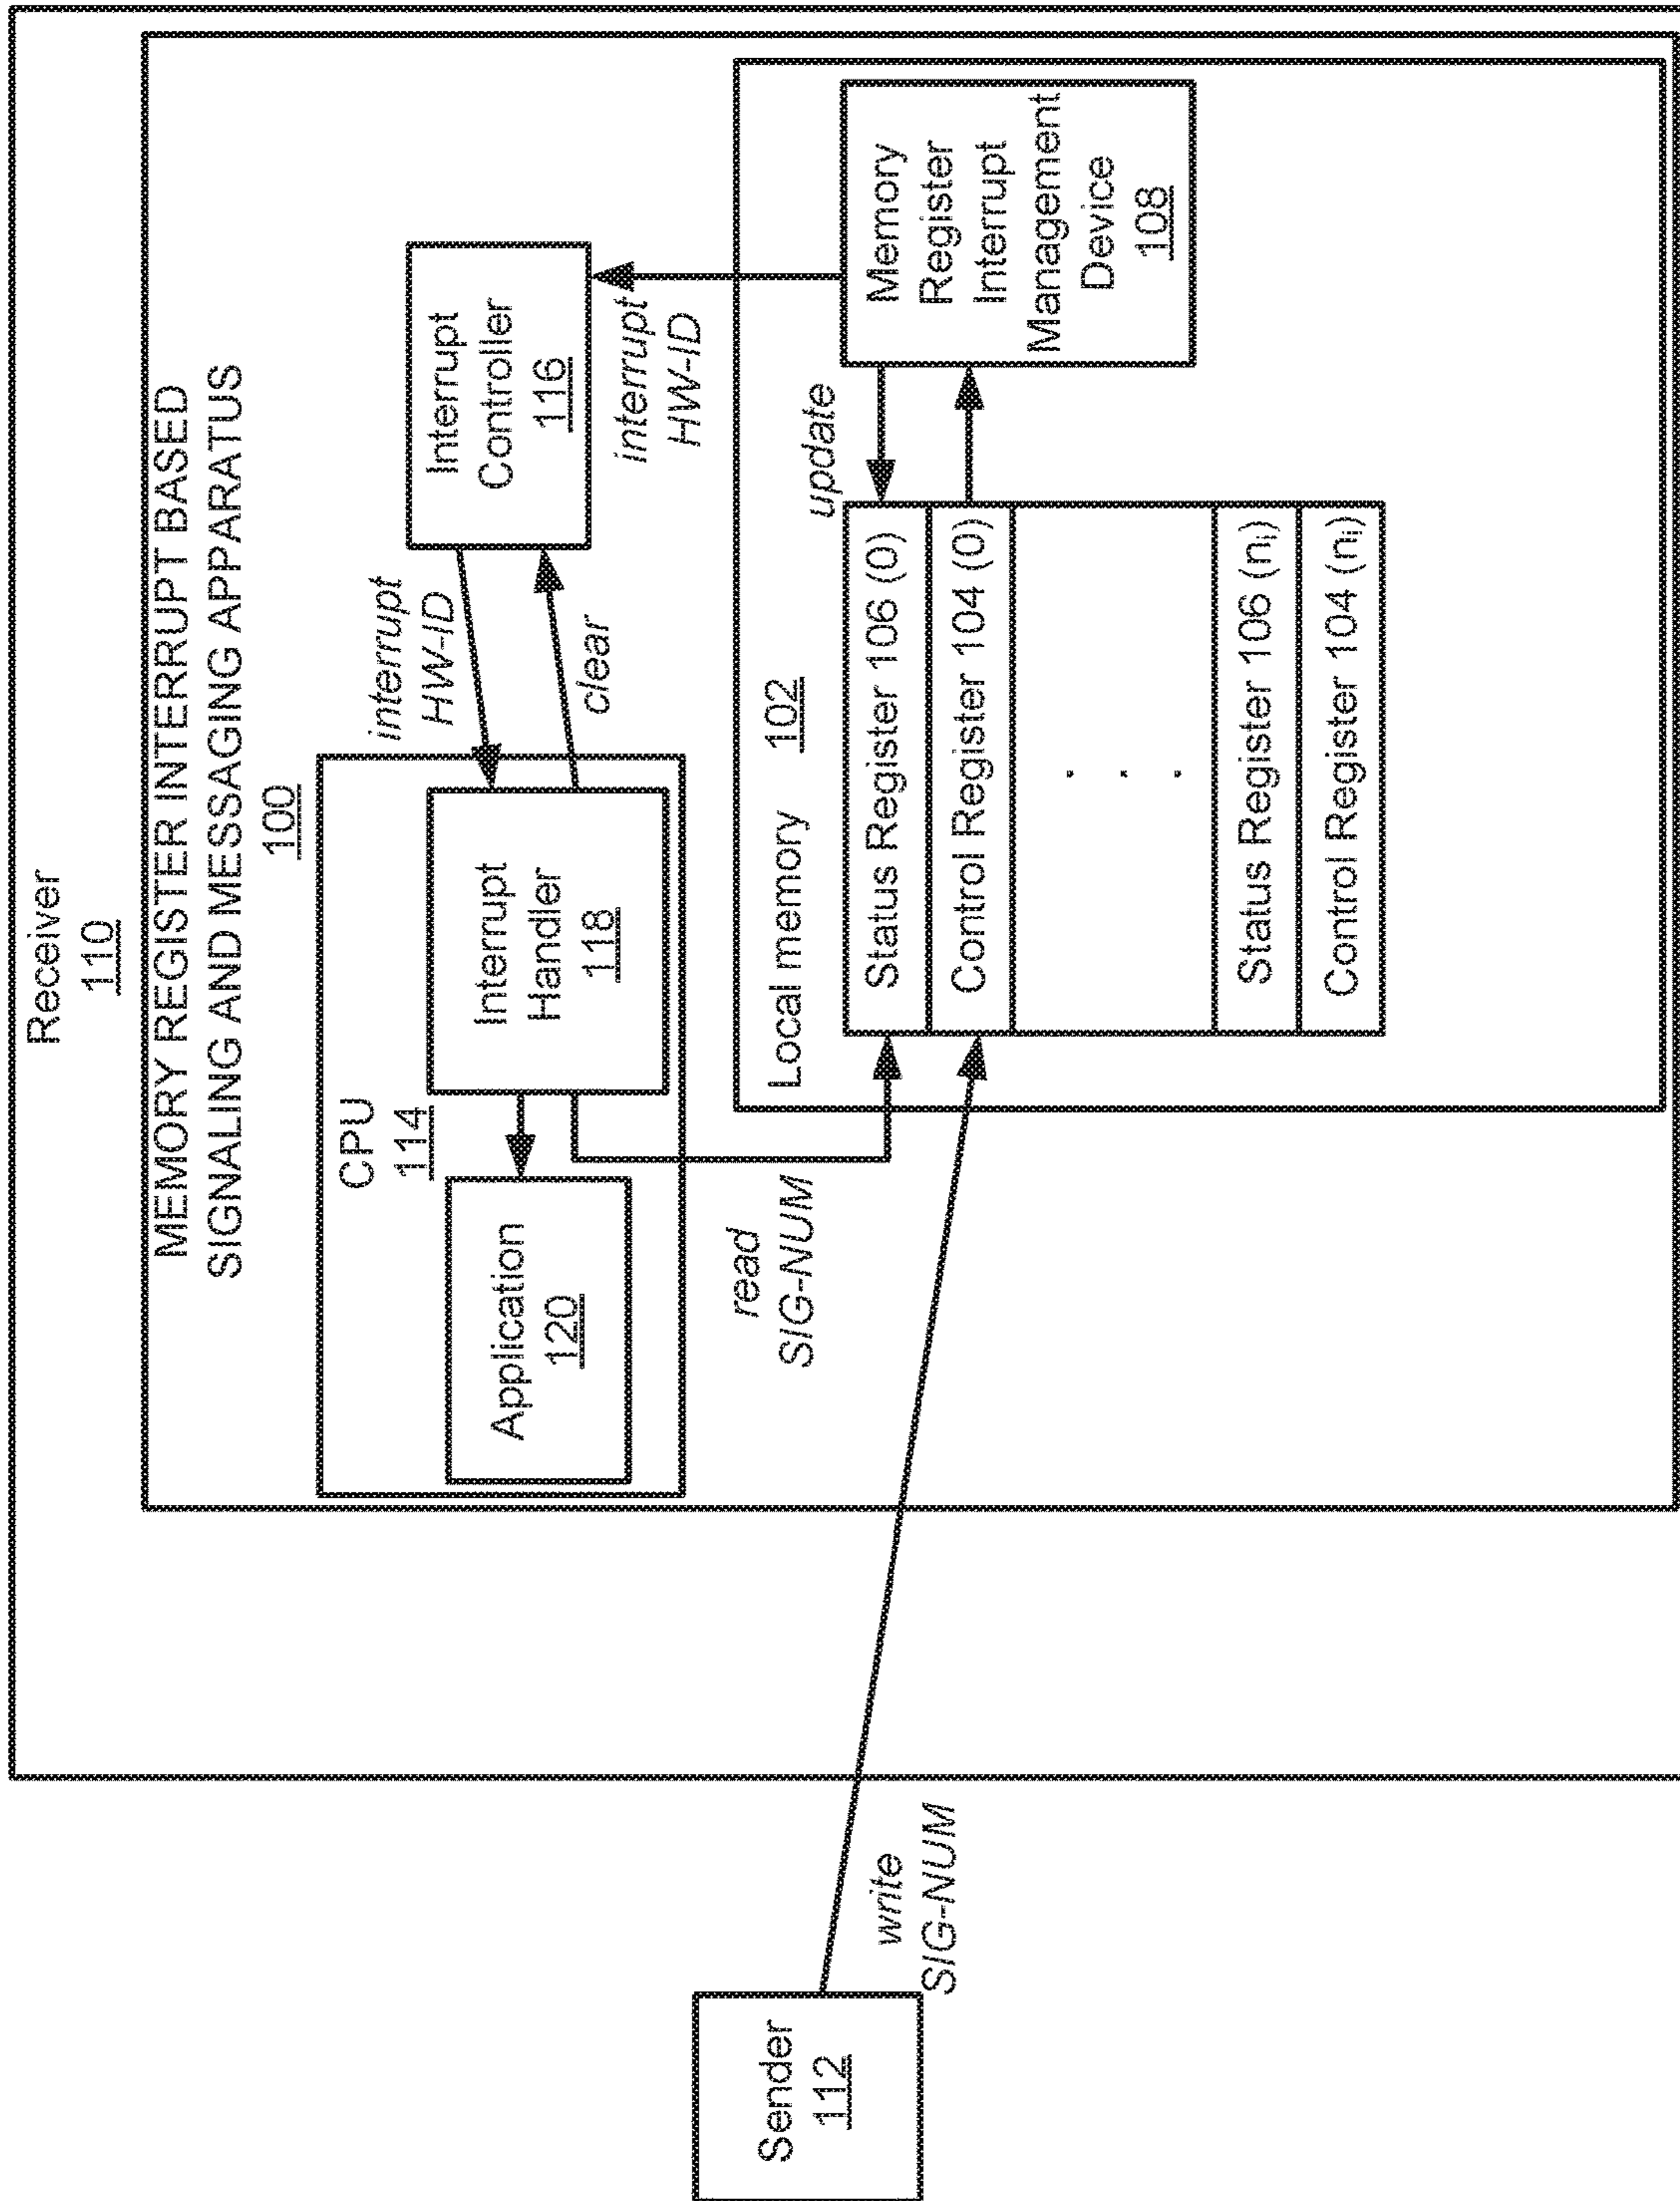 Receiver
110
MEMORY REGISTER INTERRUPT BASED
SIGNALING AND MESSAGING APPARATUS
100
CPU
114
Application
120
Interrupt
Handler
118
interrupt
HW-ID
clear
Interrupt
Controller
116
interrupt
HW-ID
read
SIG-NUM
Local memory 102
Status Register 106 (0)
Control Register 104 (0)
. . .
Status Register 106 (ni)
Control Register 104 (ni)
update
Memory
Register
Interrupt
Management
Device
108
Sender
112
write
SIG-NUM